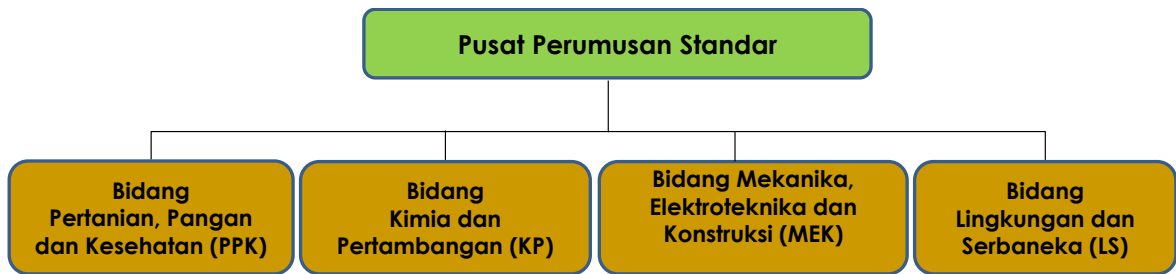 Pusat Perumusan Standar
Bidang
Pertanian, Pangan
dan Kesehatan (PPK)
Bidang
Kimia dan
Pertambangan (KP)
Bidang Mekanika,
Elektroteknika dan
Konstruksi (MEK)
Bidang
Lingkungan dan
Serbaneka (LS)